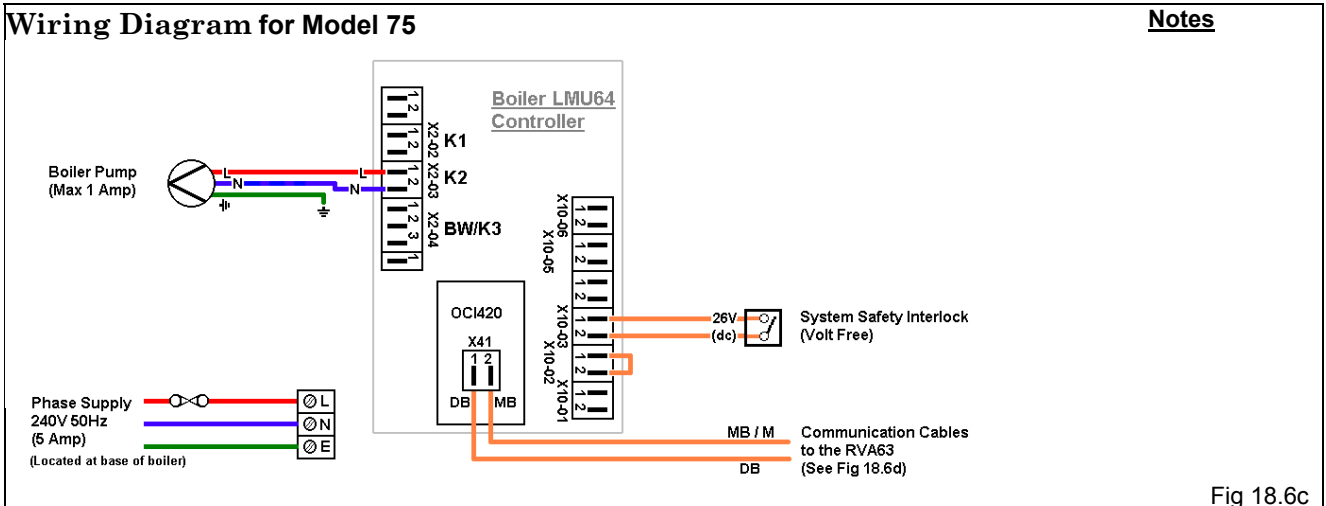 Wiring Diagram for Model 75
Notes
Boiler LMU64
Controller
1
2
1
2
X2-02
K1
Boiler Pump
(Max 1 Amp)
L
N
L
N
1
2
X2-03
K2
1
2
3
X2-04
BW/K3
1
X10-06
1
2
X10-05
1
2
1
2
OCI420
X41
1 2
DB
MB
X10-03
1
2
26V
(dc)
System Safety Interlock
(Volt Free)
X10-02
1
2
X10-01
1
2
Phase Supply
240V 50Hz
(5 Amp)
(Located at base of boiler)
L
N
E
MB / M
DB
Communication Cables
to the RVA63
(See Fig 18.6d)
Fig 18.6c